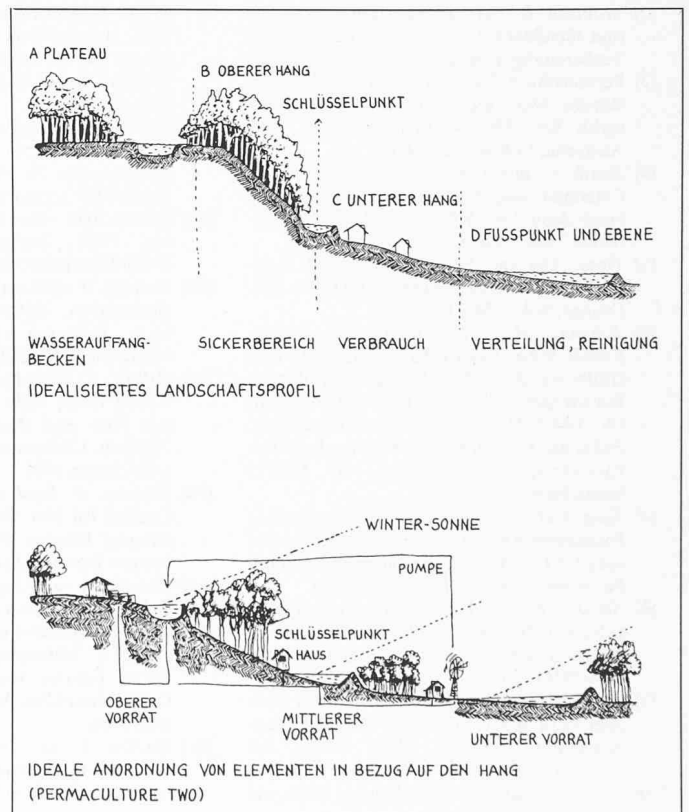 A PLATEAU
B OBERER HANG
SCHLÜSSELPUNKT
C UNTERER HANG
D FUSSPUNKT UND EBENE
WASSERAUFFANG-
BECKEN
SICKERBEREICH
VERBRAUCH
VERTEILUNG, REINIGUNG
IDEALISIERTES LANDSCHAFTSPROFIL
WINTER-SONNE
PUMPE
SCHLÜSSELPUNKT
HAUS
OBERER
VORRAT
MITTLERER
VORRAT
UNTERER VORRAT
IDEALE ANORDNUNG VON ELEMENTEN IN BEZUG AUF DEN HANG
(PERMACULTURE TWO)